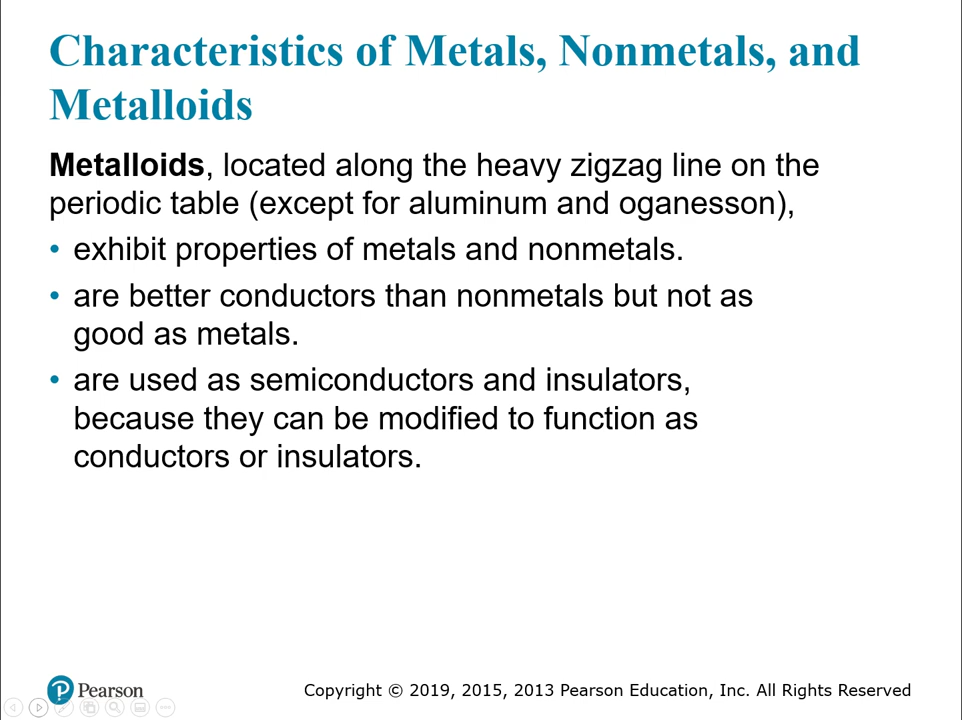 Characteristics of Metals, Nonmetals, and
Metalloids
Metalloids, located along the heavy zigzag line on the
periodic table (except for aluminum and oganesson),
• exhibit properties of metals and nonmetals.
• are better conductors than nonmetals but not as
good as metals.
• are used as semiconductors and insulators,
because they can be modified to function as
conductors or insulators.
Pearson
Copyright © 2019, 2015, 2013 Pearson Education, Inc. All Rights Reserved